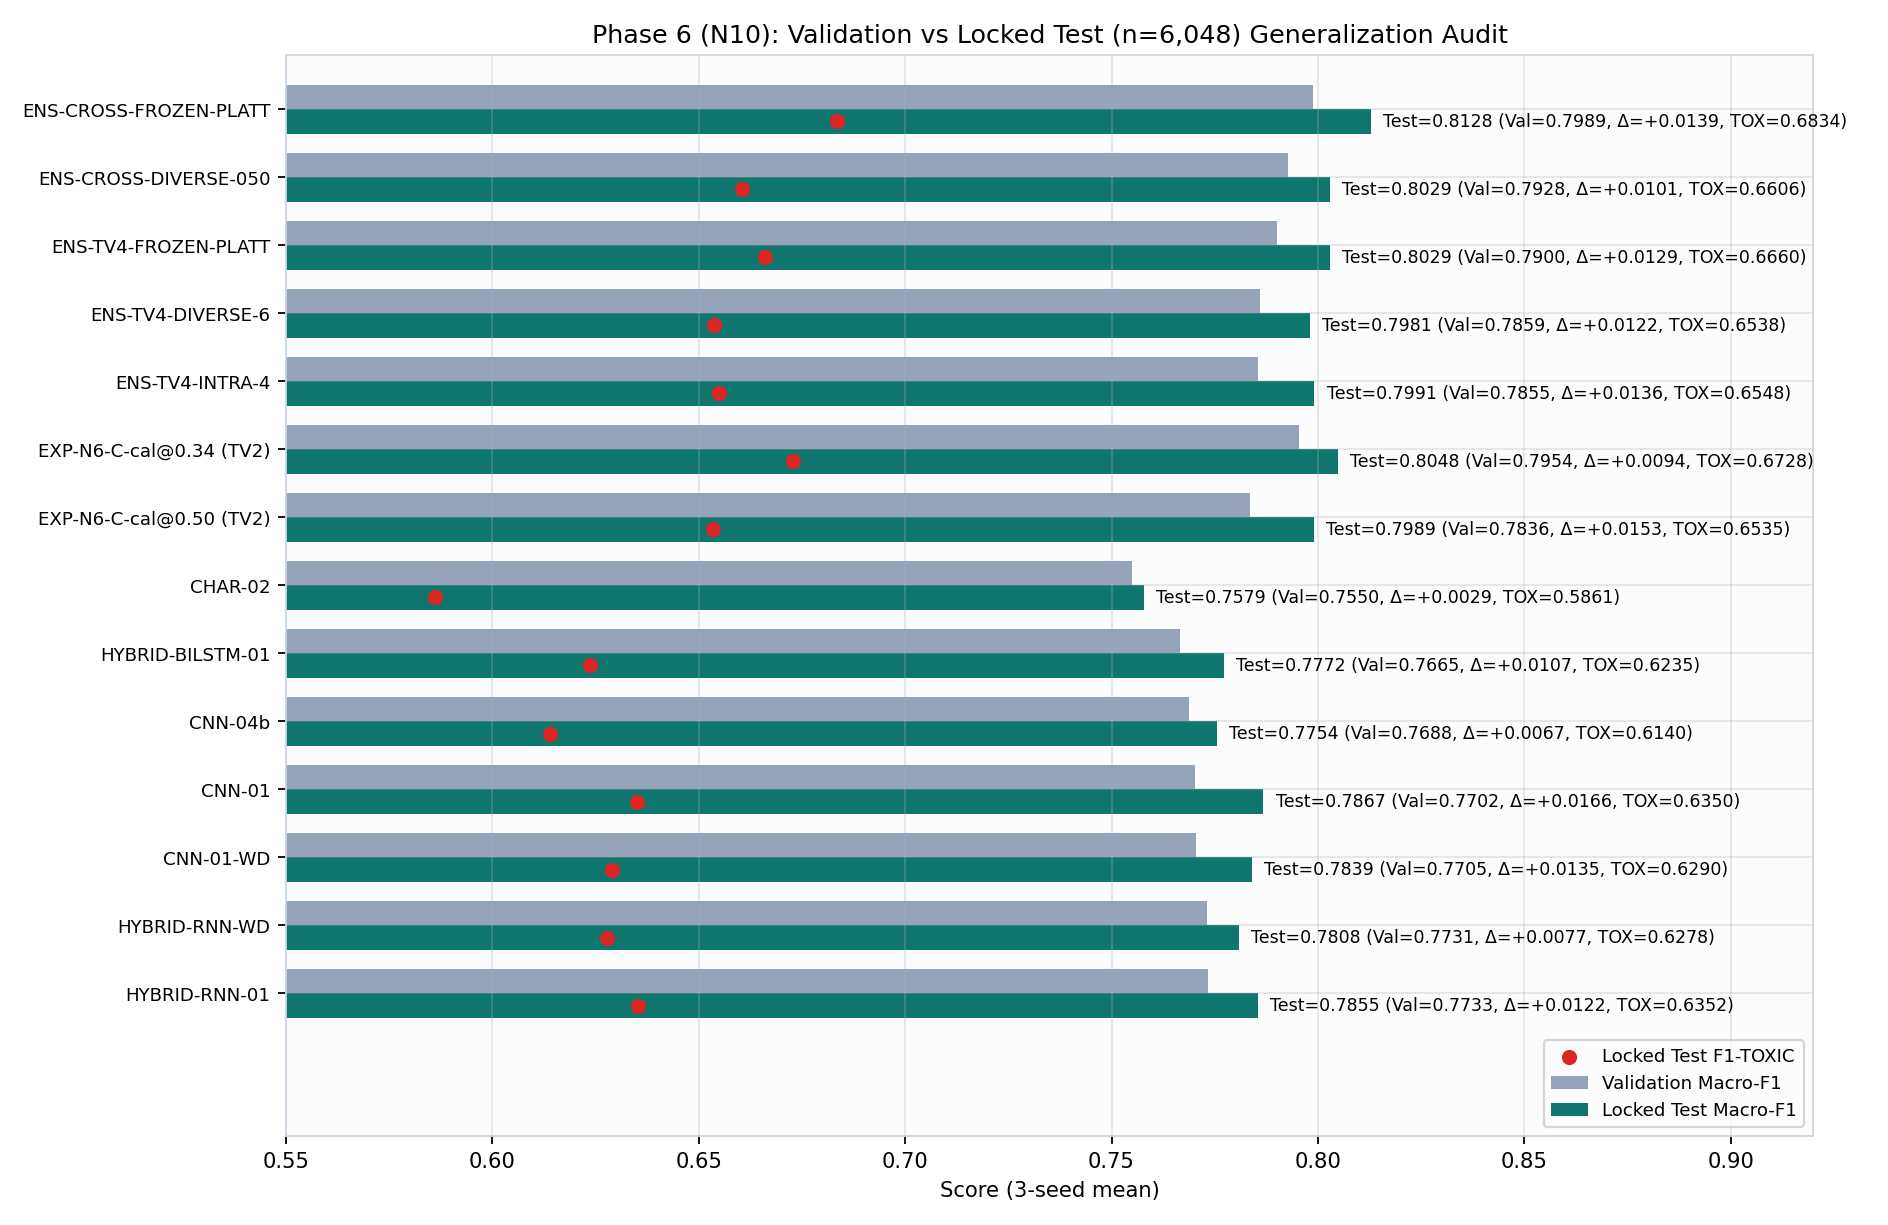 Phase 6 (N10): Validation vs Locked Test (n=6,048) Generalization Audit
ENS-CROSS-FROZEN-PLATT
Test=0.8128 (Val=0.7989, Δ=+0.0139, TOX=0.6834)
ENS-CROSS-DIVERSE-050
Test=0.8029 (Val=0.7928, Δ=+0.0101, TOX=0.6606)
ENS-TV4-FROZEN-PLATT
Test=0.8029 (Val=0.7900, Δ=+0.0129, TOX=0.6660)
ENS-TV4-DIVERSE-6
Test=0.7981 (Val=0.7859, Δ=+0.0122, TOX=0.6538)
ENS-TV4-INTRA-4
Test=0.7991 (Val=0.7855, Δ=+0.0136, TOX=0.6548)
EXP-N6-C-cal@0.34 (TV2)
Test=0.8048 (Val=0.7954, Δ=+0.0094, TOX=0.6728)
EXP-N6-C-cal@0.50 (TV2)
Test=0.7989 (Val=0.7836, Δ=+0.0153, TOX=0.6535)
CHAR-02
Test=0.7579 (Val=0.7550, Δ=+0.0029, TOX=0.5861)
HYBRID-BILSTM-01
Test=0.7772 (Val=0.7665, Δ=+0.0107, TOX=0.6235)
CNN-04b
Test=0.7754 (Val=0.7688, Δ=+0.0067, TOX=0.6140)
CNN-01
Test=0.7867 (Val=0.7702, Δ=+0.0166, TOX=0.6350)
CNN-01-WD
Test=0.7839 (Val=0.7705, Δ=+0.0135, TOX=0.6290)
HYBRID-RNN-WD
Test=0.7808 (Val=0.7731, Δ=+0.0077, TOX=0.6278)
HYBRID-RNN-01
Test=0.7855 (Val=0.7733, Δ=+0.0122, TOX=0.6352)
Locked Test F1-TOXIC
Validation Macro-F1
Locked Test Macro-F1
0.55 0.60 0.65 0.70 0.75 0.80 0.85 0.90
Score (3-seed mean)